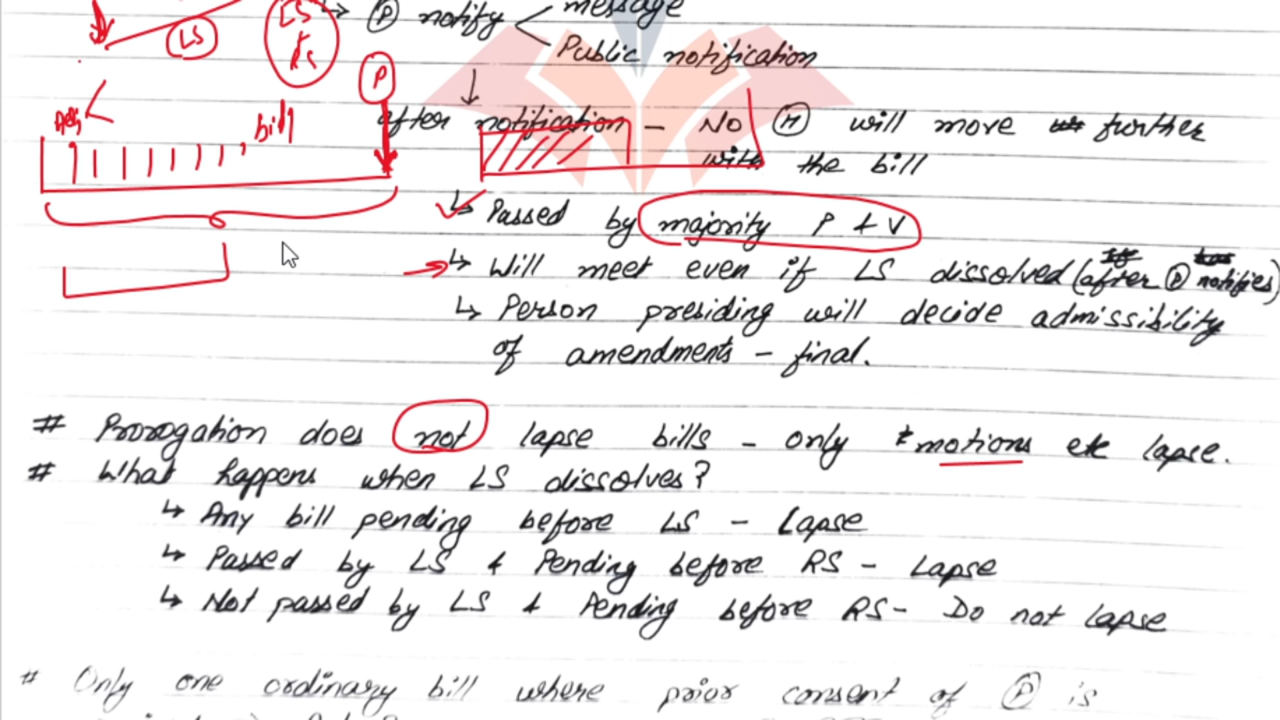 message
LS
LS + Rs
↳ (P) notify <
Public notification
P
bill
after notification - No (H) will more further
with the bill
↳ Passed by majority P + V
↳ Will meet even if LS dissolved (after (P) notifies)
↳ Person presiding will decide admissibility
of amendments - final.
# Prorogation does not lapse bills - only * motions etc lapse.
# What happens when LS dissolves?
↳ Any bill pending before LS - Lapse
↳ Passed by LS & Pending before RS - Lapse
↳ Not passed by LS & Pending before RS - Do not lapse
# Only one ordinary bill where prior consent of (P) is